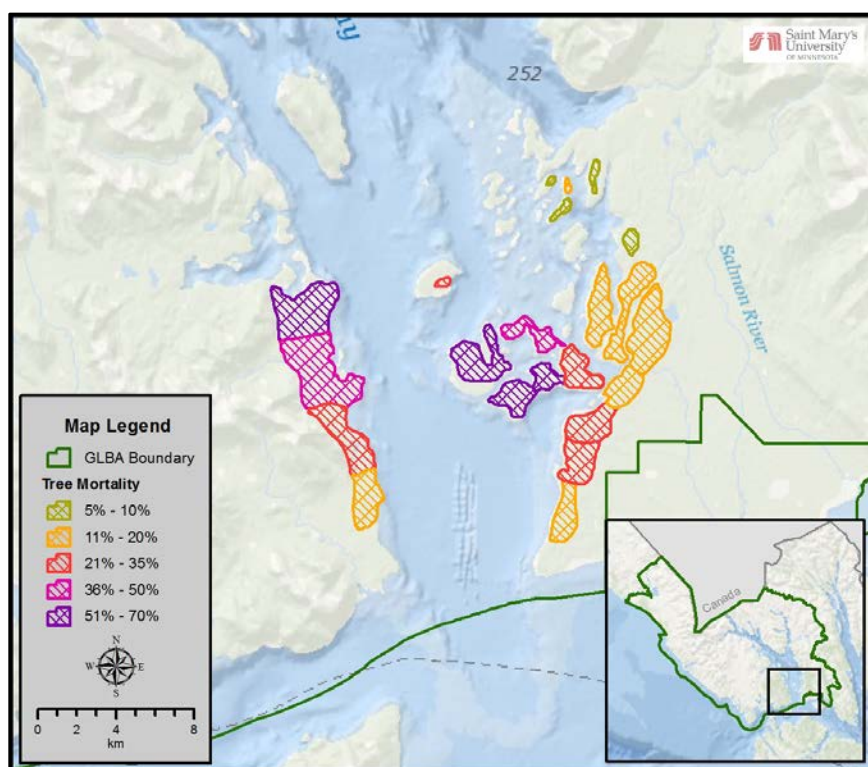 ay
252
Saint Mary's
University
OF MINNESOTA
Salmon River
Map Legend
GLBA Boundary
Tree Mortality
5% - 10%
11% - 20%
21% - 35%
36% - 50%
51% - 70%
N
W E
S
0 2 4 8
km
Canada